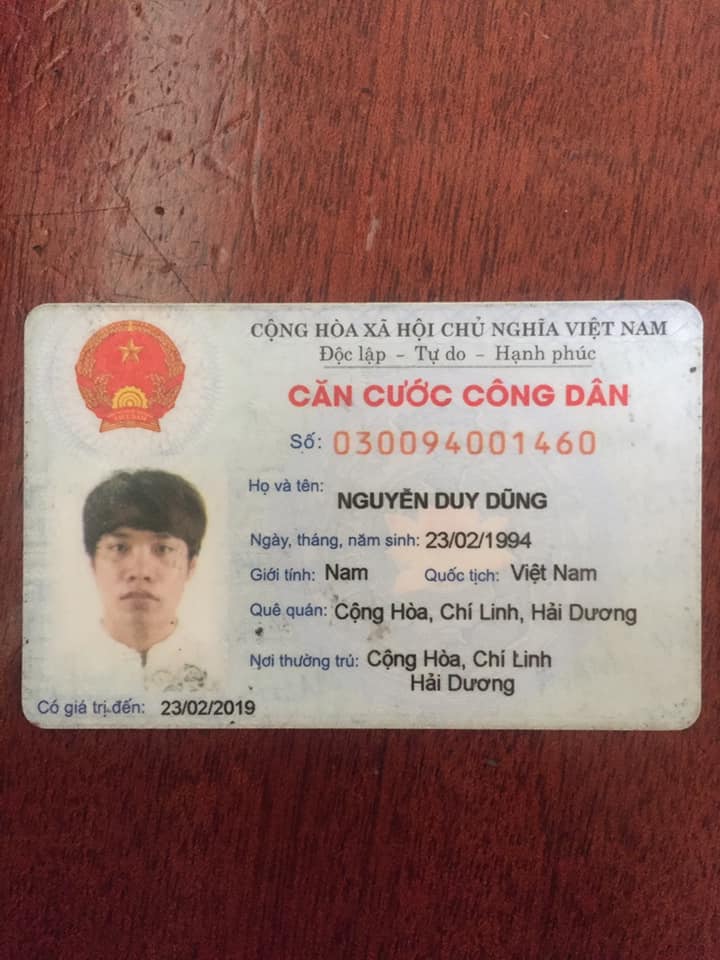 CỘNG HÒA XÃ HỘI CHỦ NGHĨA VIỆT NAM
Độc lập - Tự do - Hạnh phúc
CĂN CƯỚC CÔNG DÂN
Số: 030094001460
Họ và tên: NGUYỄN DUY DŨNG
Ngày, tháng, năm sinh: 23/02/1994
Giới tính: Nam Quốc tịch: Việt Nam
Quê quán: Cộng Hòa, Chí Linh, Hải Dương
Nơi thường trú: Cộng Hòa, Chí Linh
Hải Dương
Có giá trị đến: 23/02/2019